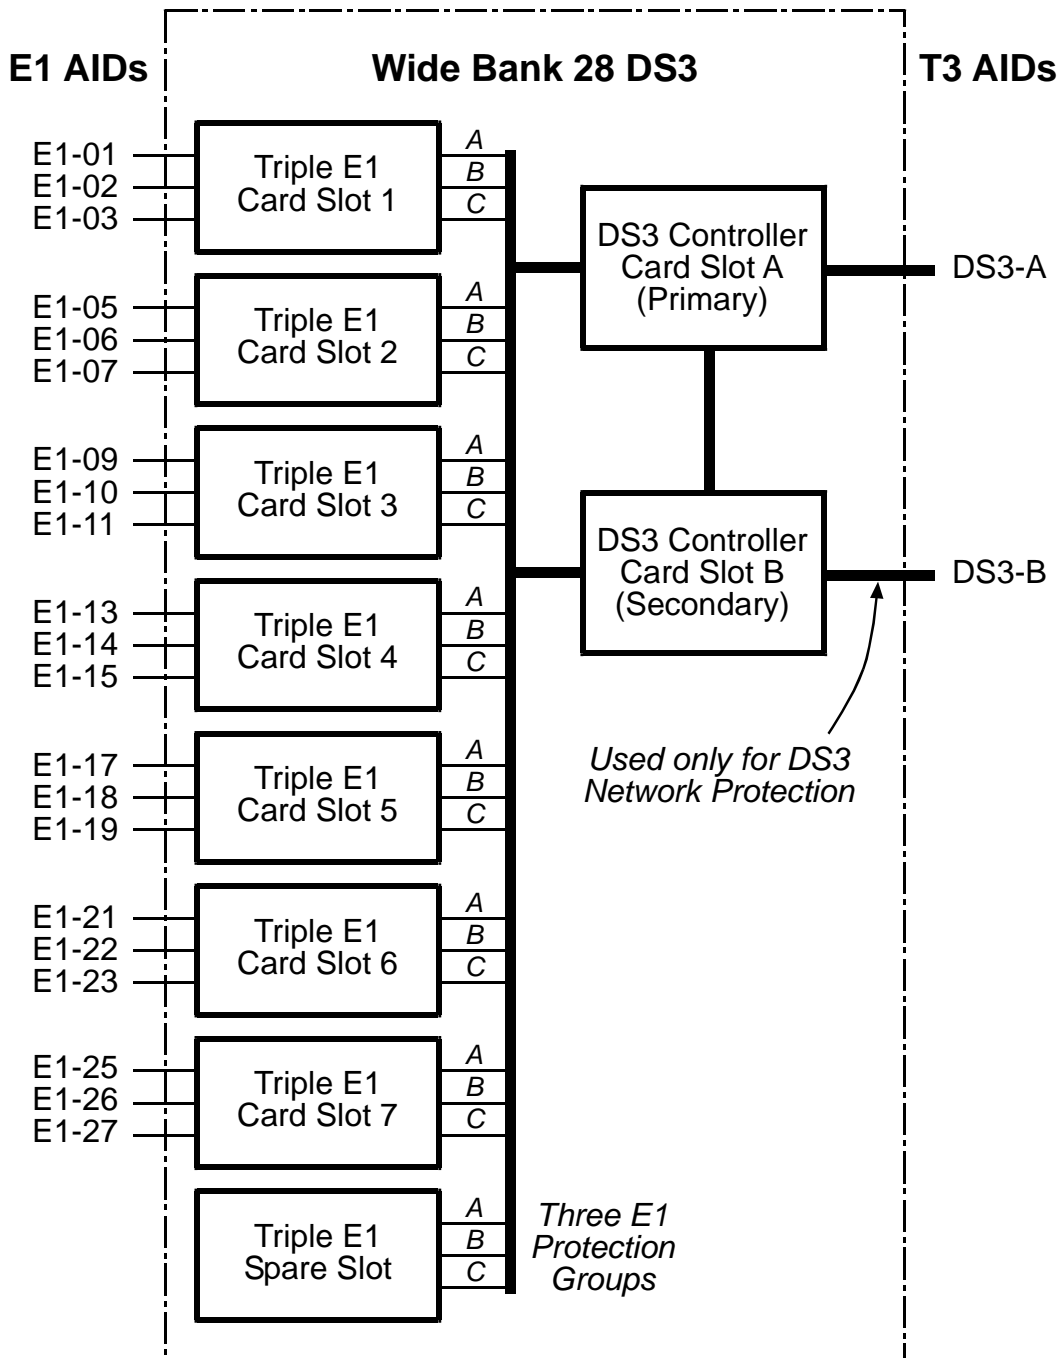 E1 AIDs
Wide Bank 28 DS3
T3 AIDs
E1-01
E1-02
E1-03
Triple E1
Card Slot 1
A
B
C
E1-05
E1-06
E1-07
Triple E1
Card Slot 2
A
B
C
E1-09
E1-10
E1-11
Triple E1
Card Slot 3
A
B
C
E1-13
E1-14
E1-15
Triple E1
Card Slot 4
A
B
C
E1-17
E1-18
E1-19
Triple E1
Card Slot 5
A
B
C
E1-21
E1-22
E1-23
Triple E1
Card Slot 6
A
B
C
E1-25
E1-26
E1-27
Triple E1
Card Slot 7
A
B
C
Triple E1
Spare Slot
A
B
C
Three E1
Protection
Groups
DS3 Controller
Card Slot A
(Primary)
DS3-A
DS3 Controller
Card Slot B
(Secondary)
DS3-B
Used only for DS3
Network Protection